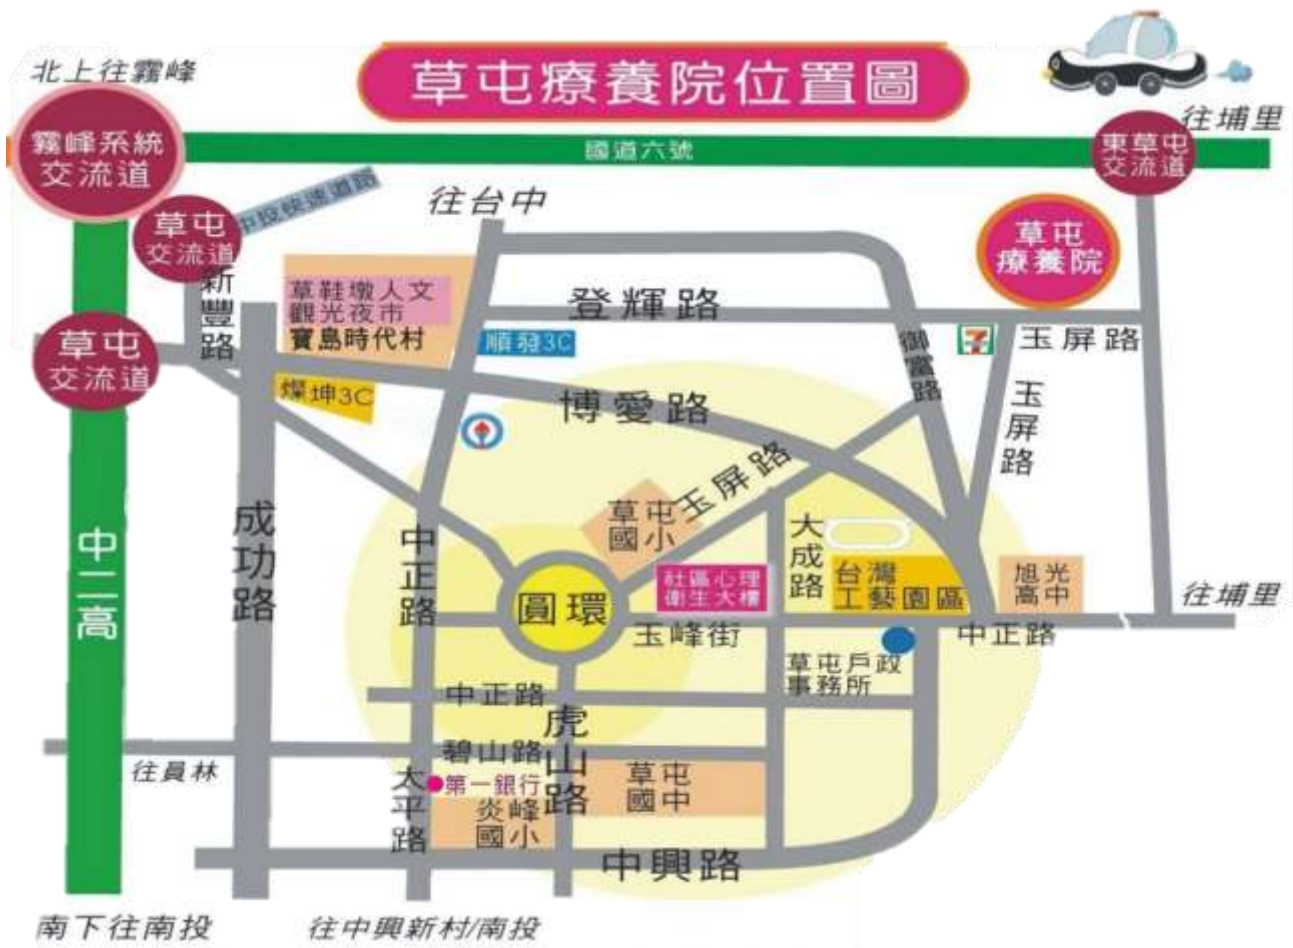 草屯療養院位置圖
北上往霧峰
往埔里
霧峰系統
交流道
國道六號
東草屯
交流道
中投快速道路
往台中
草屯
交流道
草屯
療養院
新豐路
草鞋墩人文
觀光夜市
寶島時代村
登輝路
順發3C
御富路
7
玉屏路
草屯
交流道
燦坤3C
博愛路
玉屏路
玉屏路
成功路
中正路
草屯
國小
大成路
中二高
社區心理
衛生大樓
台灣
工藝園區
旭光
高中
往埔里
圓環
玉峰街
中正路
草屯戶政
事務所
中正路
虎山路
碧山路
往員林
太平路
第一銀行
草屯
國中
炎峰
國小
中興路
南下往南投
往中興新村/南投